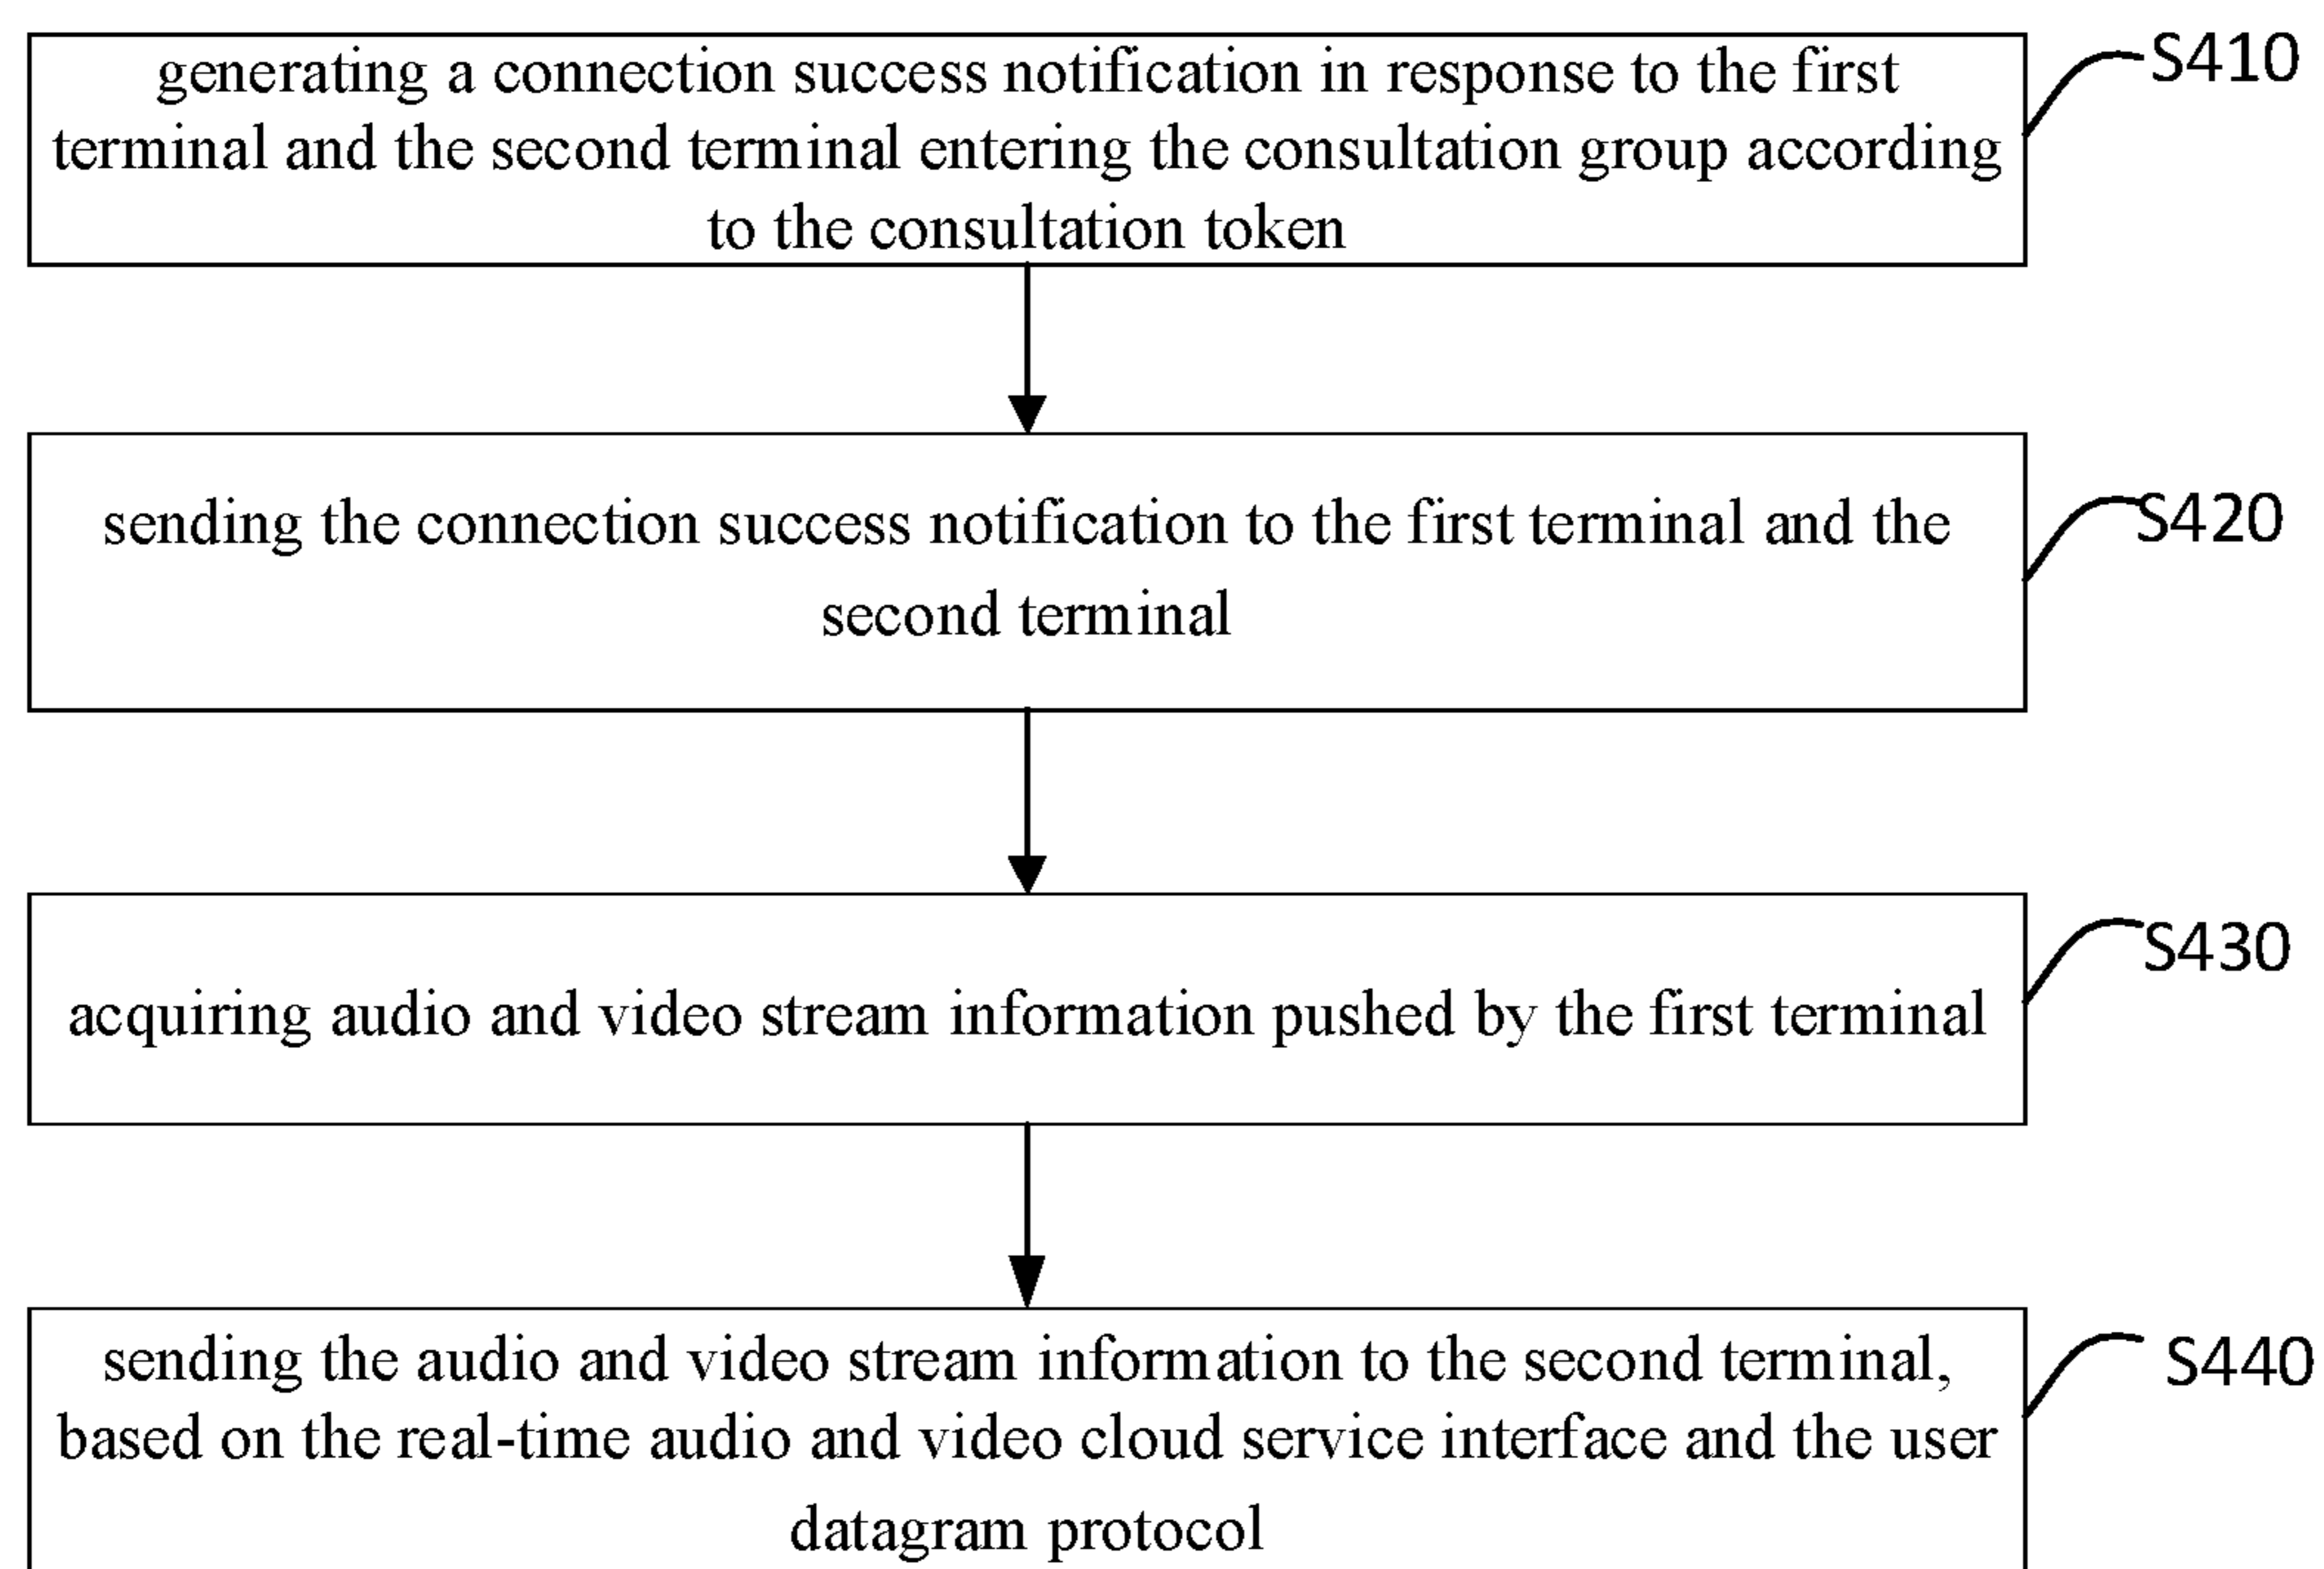 generating a connection success notification in response to the first
terminal and the second terminal entering the consultation group according
to the consultation token
S410
sending the connection success notification to the first terminal and the
second terminal
S420
acquiring audio and video stream information pushed by the first terminal
S430
sending the audio and video stream information to the second terminal,
based on the real-time audio and video cloud service interface and the user
datagram protocol
S440